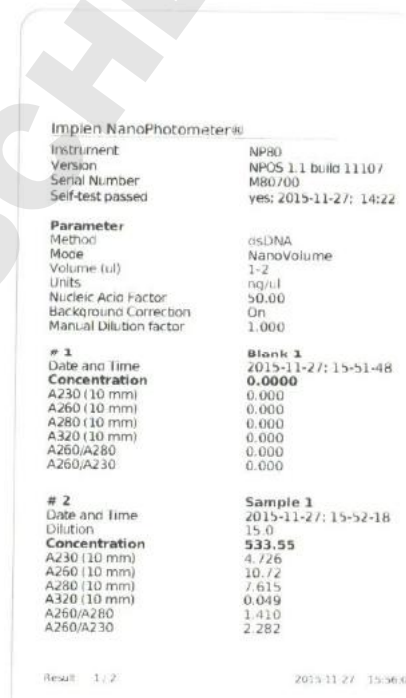 Implen NanoPhotometer®
Instrument NP80
Version NPOS 1.1 build 11107
Serial Number M80700
Self-test passed yes; 2015-11-27; 14:22
Parameter
Method dsDNA
Mode NanoVolume
Volume (ul) 1-2
Units ng/ul
Nucleic Acid Factor 50.00
Background Correction On
Manual Dilution factor 1.000
# 1 Blank 1
Date and Time 2015-11-27; 15-51-48
Concentration 0.0000
A230 (10 mm) 0.000
A260 (10 mm) 0.000
A280 (10 mm) 0.000
A320 (10 mm) 0.000
A260/A280 0.000
A260/A230 0.000
# 2 Sample 1
Date and Time 2015-11-27; 15-52-18
Dilution 15.0
Concentration 533.55
A230 (10 mm) 4.726
A260 (10 mm) 10.72
A280 (10 mm) 7.615
A320 (10 mm) 0.049
A260/A280 1.410
A260/A230 2.282
Result 1 / 2 2015-11-27